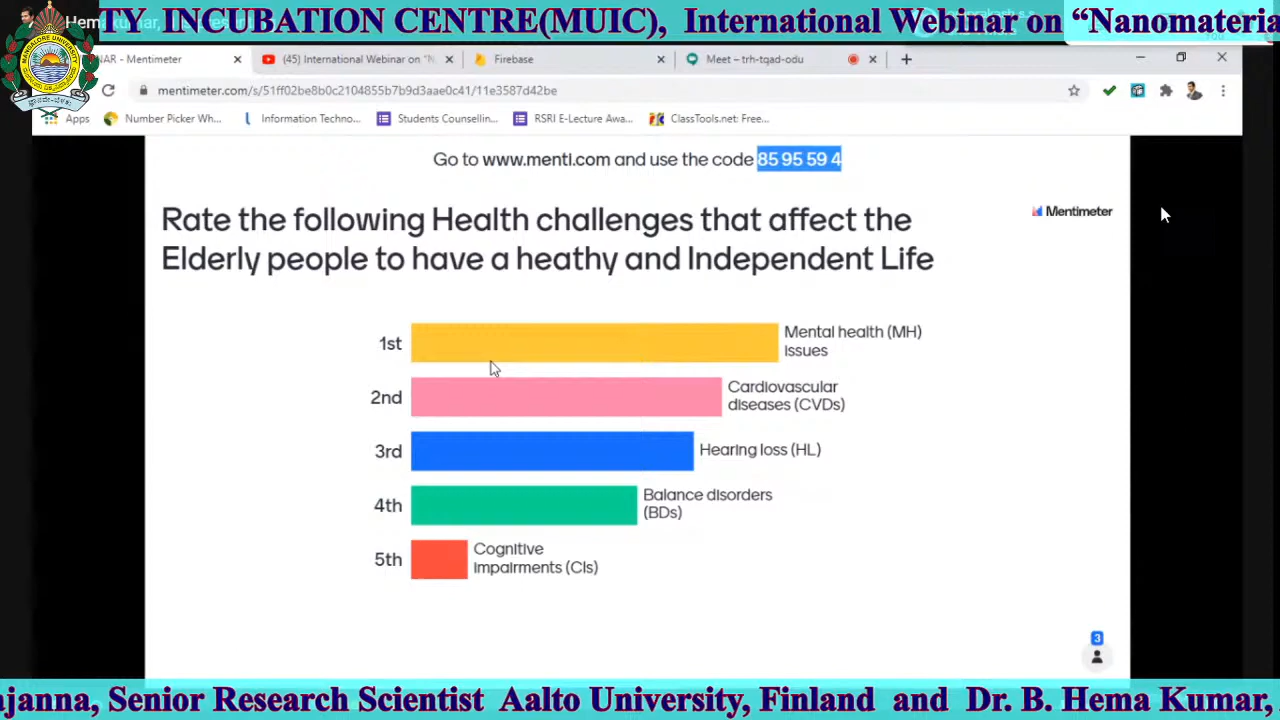 TY INCUBATION CENTRE(MUIC), International Webinar on “Nanomateria
Hemakumar,
NAR - Mentimeter
(45) International Webinar on "N
Firebase
Meet – trh-tqad-odu
mentimeter.com/s/51ff02be8b0c2104855b7b9d3aae0c41/11e3587d42be
Apps
Number Picker Wh...
Information Techno...
Students Counsellin...
RSRI E-Lecture Awa...
ClassTools.net: Free...
Go to www.menti.com and use the code 85 95 59 4
Rate the following Health challenges that affect the
Elderly people to have a heathy and Independent Life
Mentimeter
1st
Mental health (MH)
issues
2nd
Cardiovascular
diseases (CVDs)
3rd
Hearing loss (HL)
4th
Balance disorders
(BDs)
5th
Cognitive
impairments (CIs)
3
ajanna, Senior Research Scientist Aalto University, Finland and Dr. B. Hema Kumar,